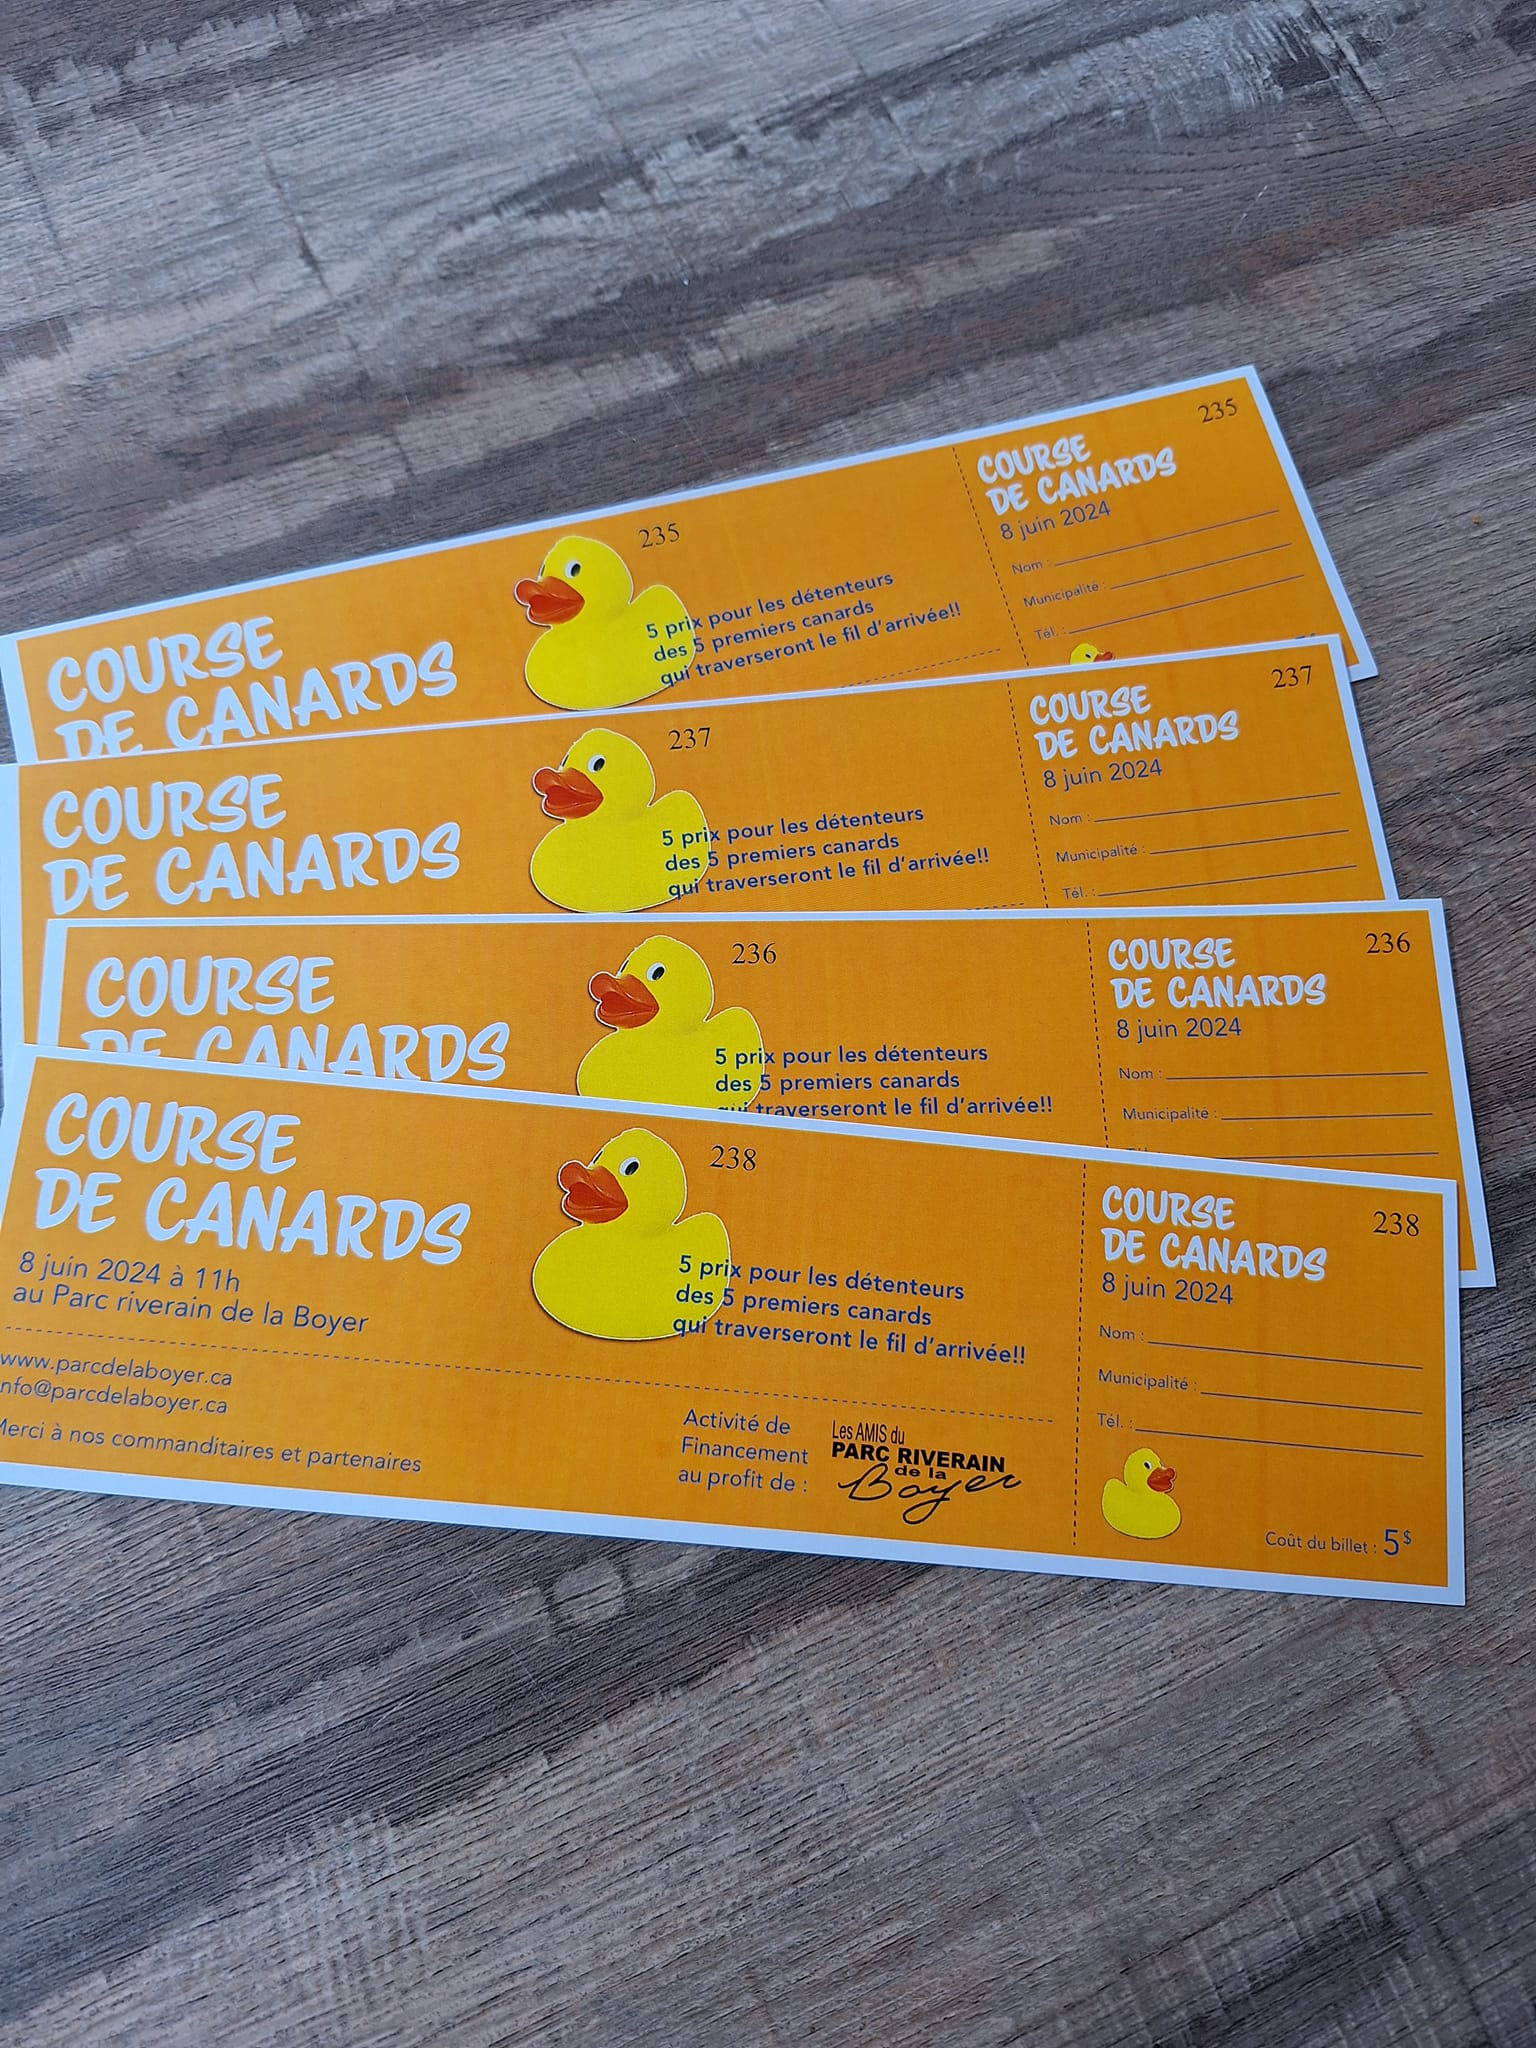 235
COURSE
DE CANARDS
5 prix pour les détenteurs
des 5 premiers canards
qui traverseront le fil d'arrivée!!
235
COURSE
DE CANARDS
8 juin 2024
Nom :
Municipalité :
Tél. :
237
COURSE
DE CANARDS
5 prix pour les détenteurs
des 5 premiers canards
qui traverseront le fil d'arrivée!!
237
COURSE
DE CANARDS
8 juin 2024
Nom :
Municipalité :
Tél. :
236
COURSE
DE CANARDS
5 prix pour les détenteurs
des 5 premiers canards
qui traverseront le fil d'arrivée!!
236
COURSE
DE CANARDS
8 juin 2024
Nom :
Municipalité :
238
COURSE
DE CANARDS
8 juin 2024 à 11h
au Parc riverain de la Boyer
5 prix pour les détenteurs
des 5 premiers canards
qui traverseront le fil d'arrivée!!
www.parcdelaboyer.ca
nfo@parcdelaboyer.ca
Merci à nos commanditaires et partenaires
Activité de
Financement
au profit de :
Les AMIS du
PARC RIVERAIN
de la
Boyer
238
COURSE
DE CANARDS
8 juin 2024
Nom :
Municipalité :
Tél. :
Coût du billet : 5$